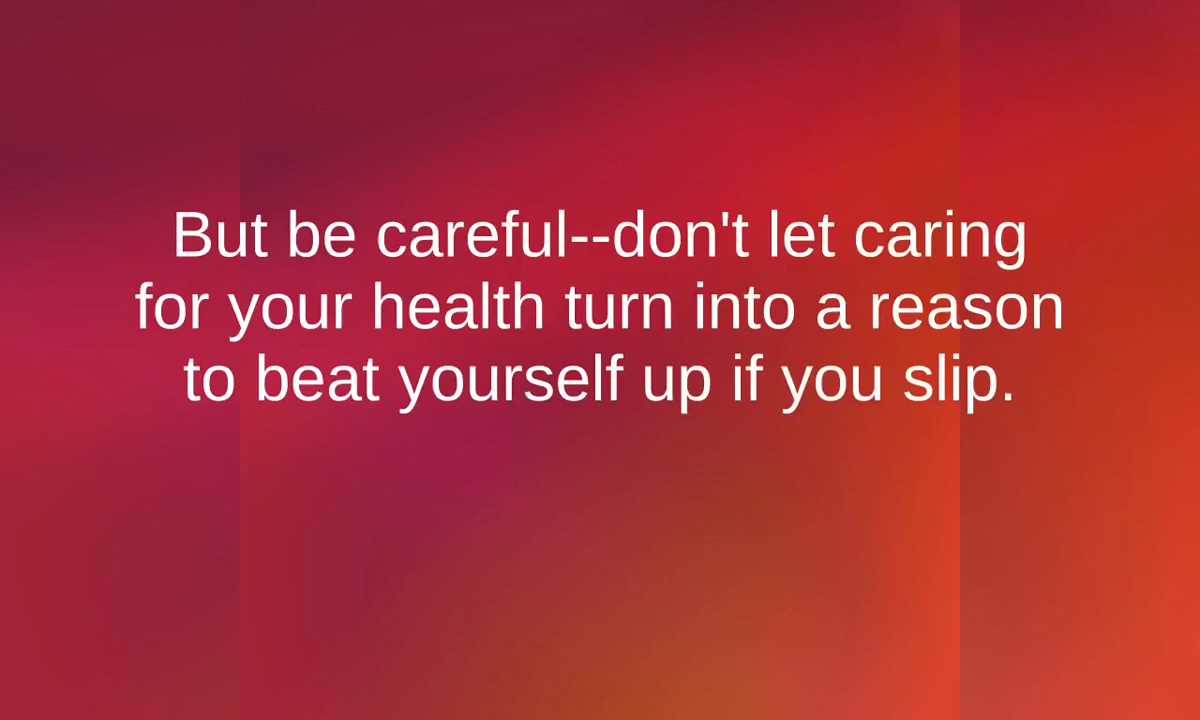 But be careful--don't let caring
for your health turn into a reason
to beat yourself up if you slip.